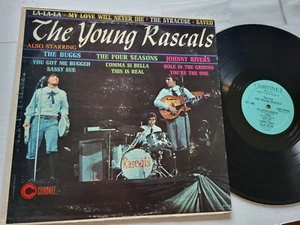 LA-LA-LA • MY LOVE WILL NEVER DIE • THE SYRACUSE • SAVED
The Young Rascals
ALSO STARRING
THE BUGGS
YOU GOT ME BUGGED
SASSY SUE
THE FOUR SEASONS
COMMA SI BELLA
THIS IS REAL
JOHNNY RIVERS
HOLE IN THE GROUND
YOU'RE THE ONE
Rascals
CORONET
CORONET